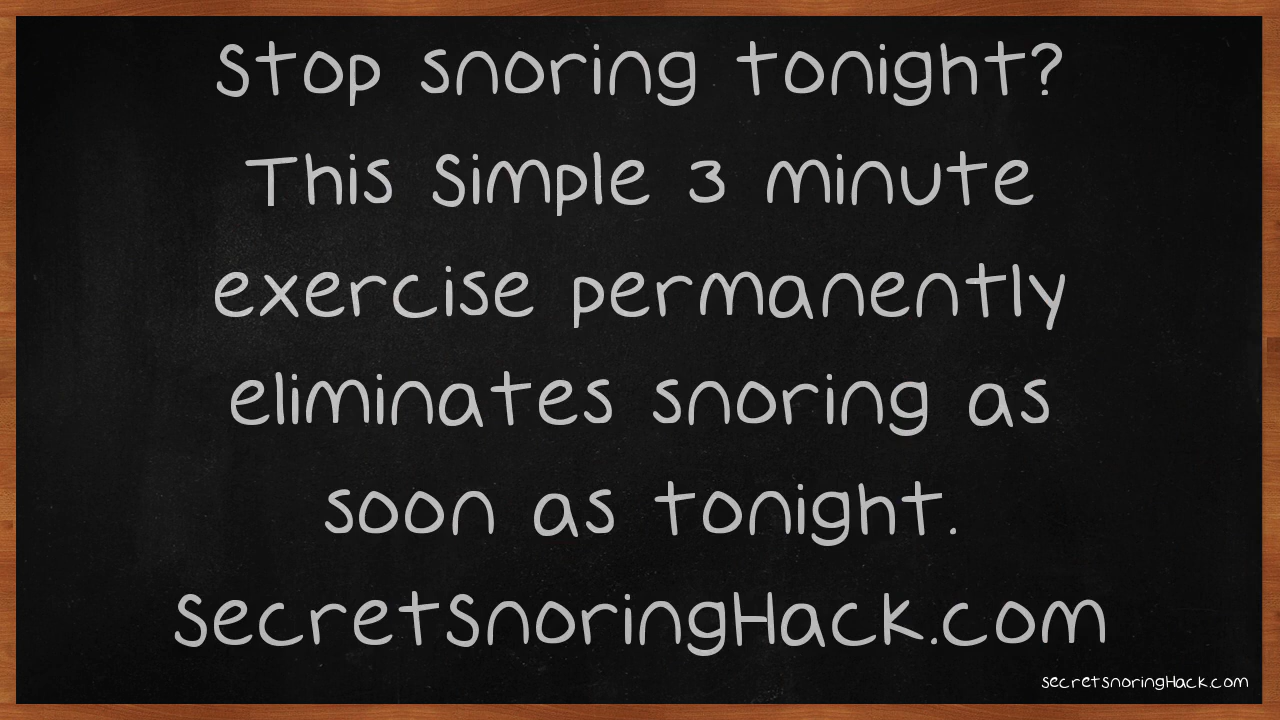 Stop snoring tonight?
This Simple 3 minute
exercise permanently
eliminates snoring as
soon as tonight.
SecretSnoringHack.com
secretsnoringHack.com